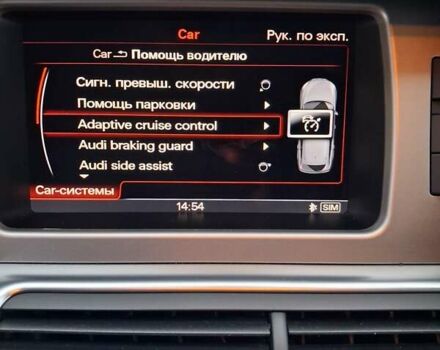 Car Рук. по эксп.
Car Помощь водителю
Сигн. превыш. скорости
Помощь парковки
Adaptive cruise control
Audi braking guard
Audi side assist
Car-системы
14:54 SIM